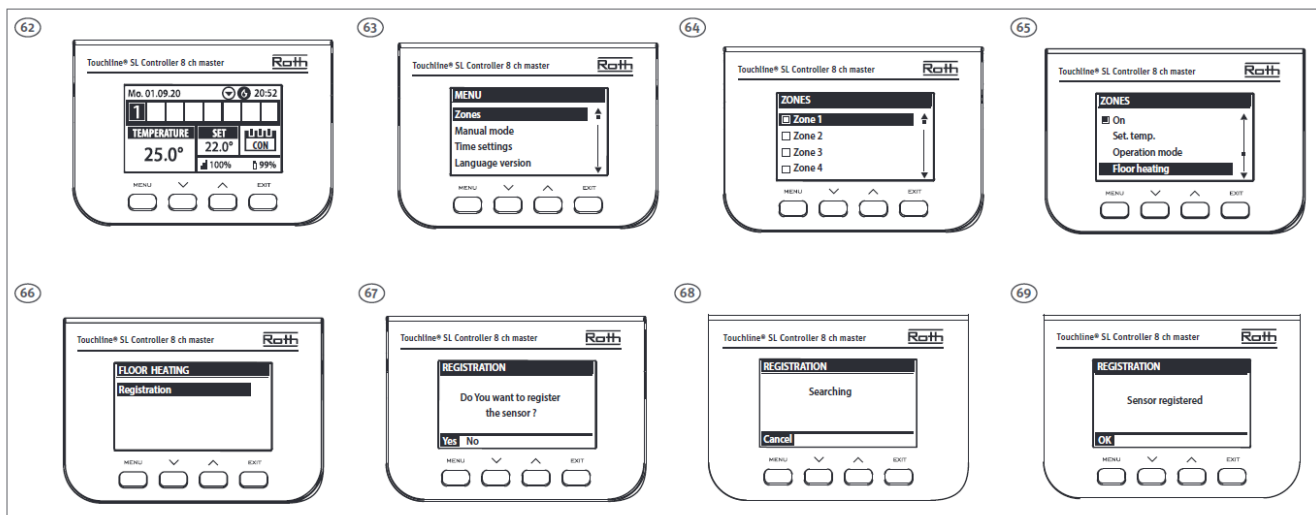 62
Touchline® SL Controller 8 ch master Roth
Mo. 01.09.20 6 20:52
1
TEMPERATURE SET
25.0° 22.0° CON
100% 99%
MENU EXIT
63
Touchline® SL Controller 8 ch master Roth
MENU
Zones
Manual mode
Time settings
Language version
MENU EXIT
64
Touchline® SL Controller 8 ch master Roth
ZONES
Zone 1
Zone 2
Zone 3
Zone 4
MENU EXIT
65
Touchline® SL Controller 8 ch master Roth
ZONES
On
Set. temp.
Operation mode
Floor heating
MENU EXIT
66
Touchline® SL Controller 8 ch master Roth
FLOOR HEATING
Registration
MENU EXIT
67
Touchline® SL Controller 8 ch master Roth
REGISTRATION
Do You want to register
the sensor ?
Yes No
MENU EXIT
68
Touchline® SL Controller 8 ch master Roth
REGISTRATION
Searching
Cancel
MENU EXIT
69
Touchline® SL Controller 8 ch master Roth
REGISTRATION
Sensor registered
OK
MENU EXIT